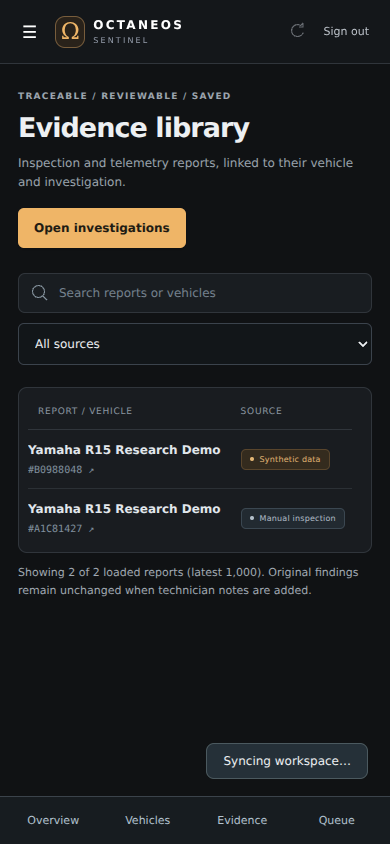 ☰ Ω OCTANEOS
SENTINEL
Sign out
TRACEABLE / REVIEWABLE / SAVED
Evidence library
Inspection and telemetry reports, linked to their vehicle
and investigation.
Open investigations
Search reports or vehicles
All sources
REPORT / VEHICLE SOURCE
Yamaha R15 Research Demo
#B0988048 ↗
Synthetic data
Yamaha R15 Research Demo
#A1C81427 ↗
Manual inspection
Showing 2 of 2 loaded reports (latest 1,000). Original findings
remain unchanged when technician notes are added.
Syncing workspace…
Overview Vehicles Evidence Queue